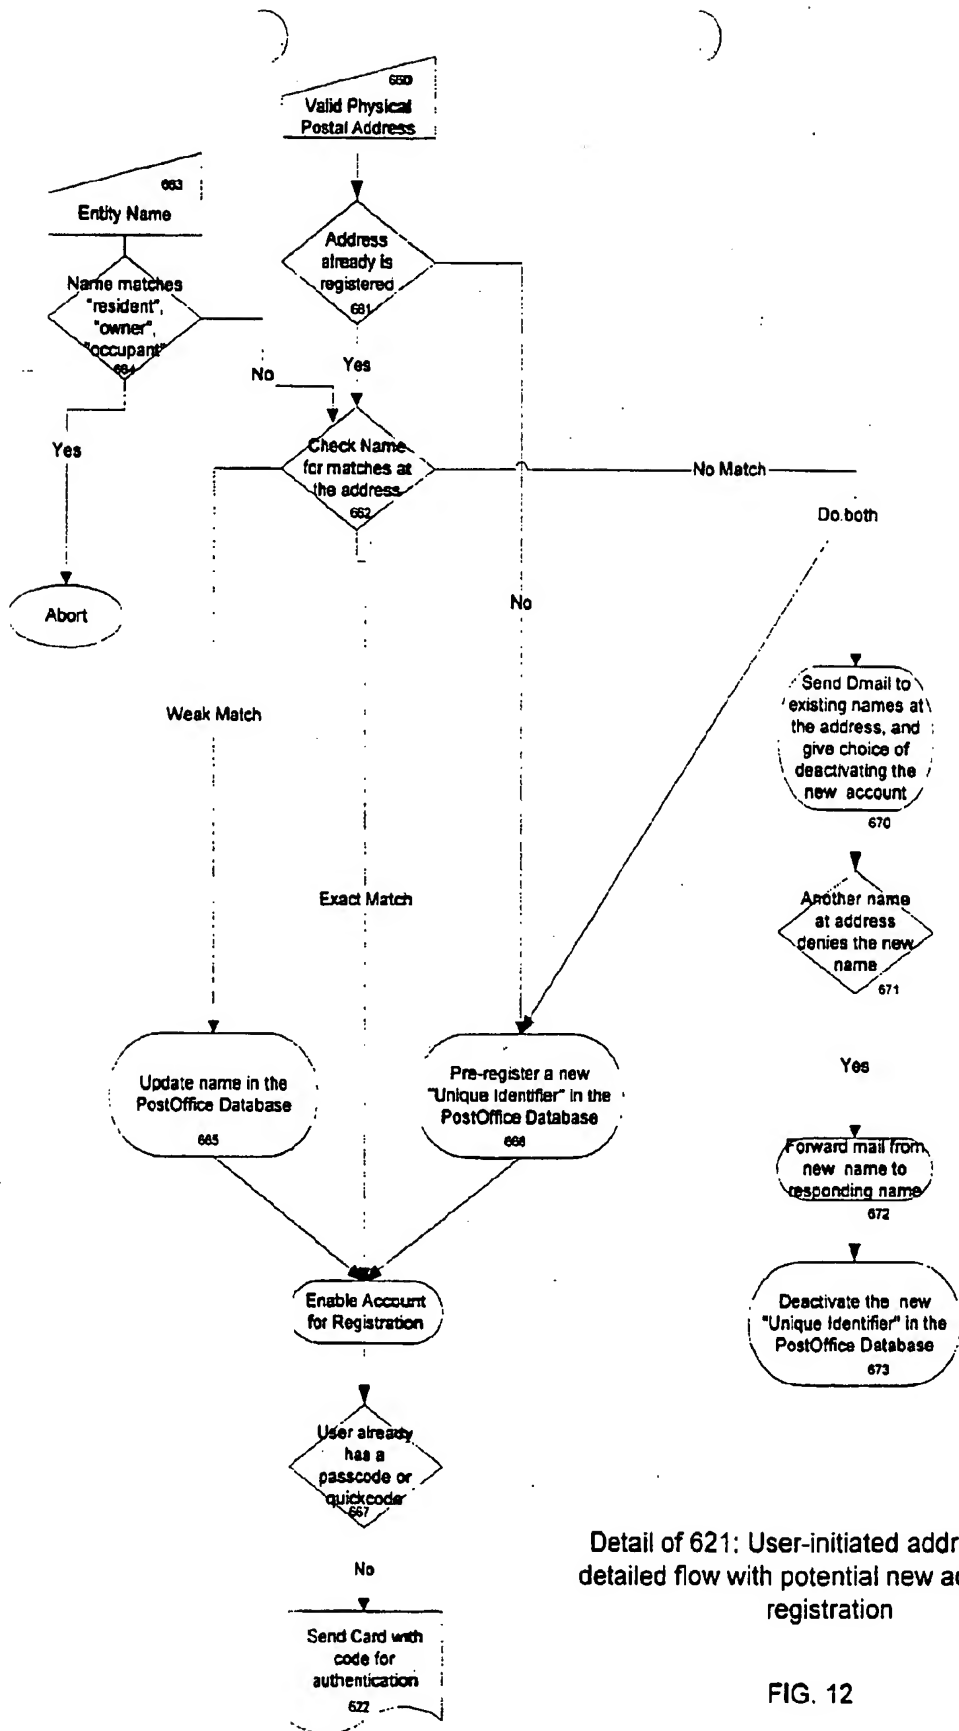 660
Valid Physical
Postal Address
663
Entity Name
Address
already is
registered
661
Name matches
"resident",
"owner",
"occupant"
664
No
Yes
Yes
Check Name
for matches at
the address
662
No Match
Do both
Abort
No
Send Dmail to
existing names at
the address, and
give choice of
deactivating the
new account
670
Weak Match
Exact Match
Another name
at address
denies the new
name
671
Update name in the
PostOffice Database
665
Pre-register a new
"Unique Identifier" in the
PostOffice Database
666
Yes
Forward mail from
new name to
responding name
672
Enable Account
for Registration
Deactivate the new
"Unique Identifier" in the
PostOffice Database
673
User already
has a
passcode or
quickcode
667
No
Send Card with
code for
authentication
622
Detail of 621: User-initiated addr
detailed flow with potential new a
registration
FIG. 12